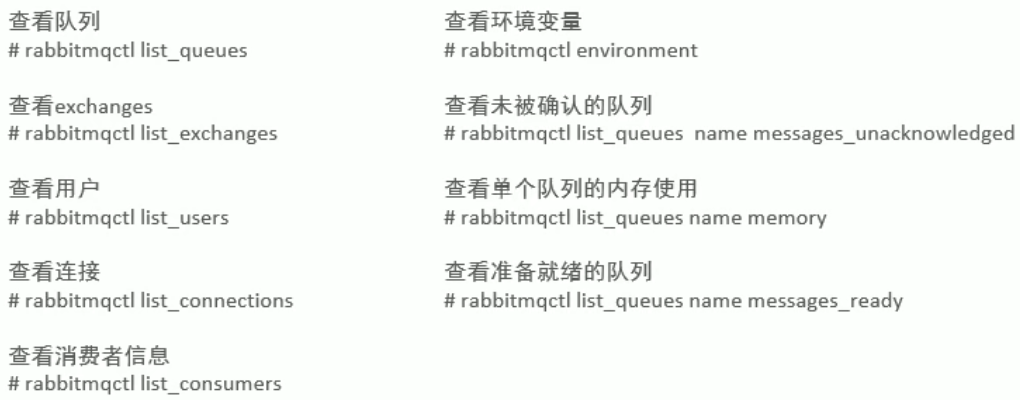 查看队列
# rabbitmqctl list_queues
查看exchanges
# rabbitmqctl list_exchanges
查看用户
# rabbitmqctl list_users
查看连接
# rabbitmqctl list_connections
查看消费者信息
# rabbitmqctl list_consumers
查看环境变量
# rabbitmqctl environment
查看未被确认的队列
# rabbitmqctl list_queues  name messages_unacknowledged
查看单个队列的内存使用
# rabbitmqctl list_queues name memory
查看准备就绪的队列
# rabbitmqctl list_queues name messages_ready